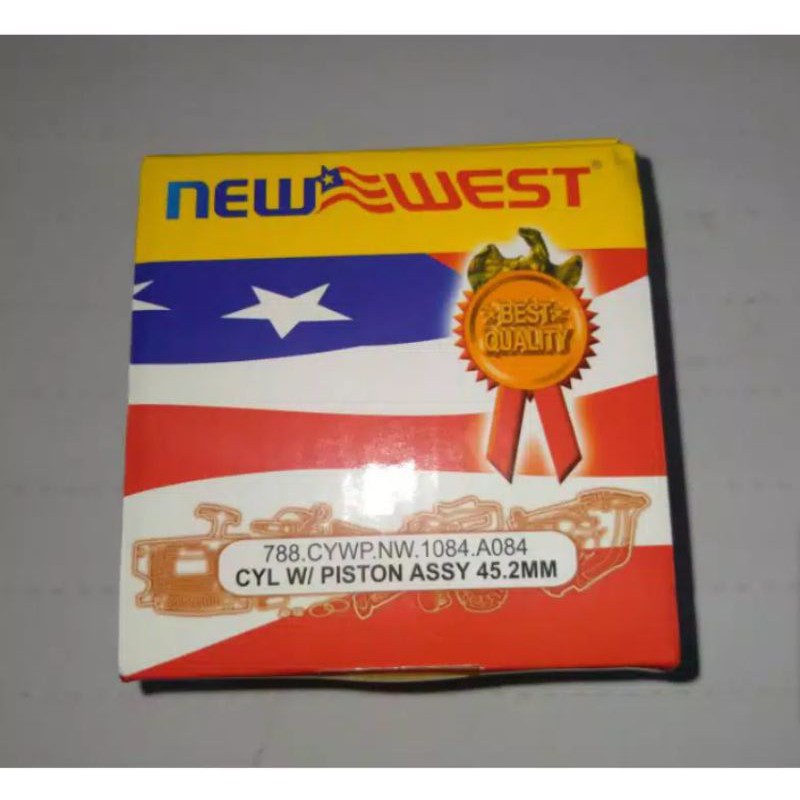 NEW WEST®
BEST
QUALITY
788.CYWP.NW.1084.A084
CYL W/ PISTON ASSY 45.2MM